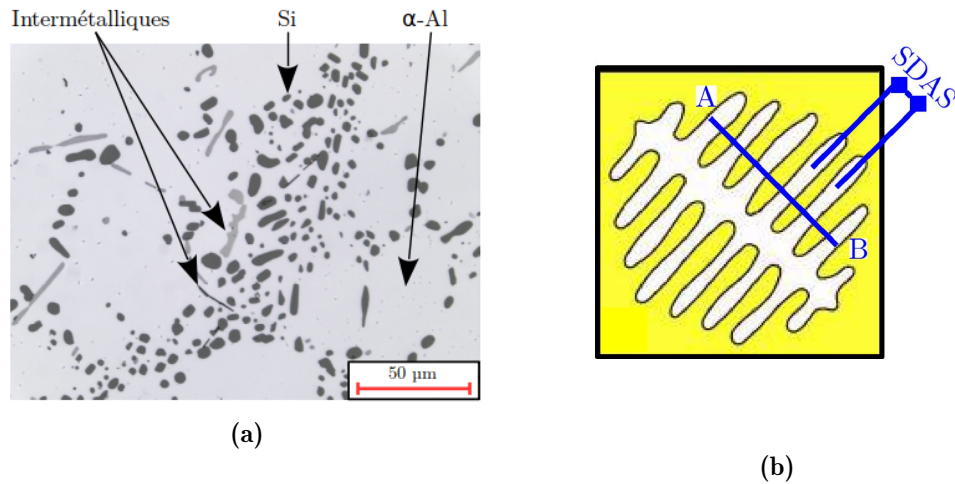 Intermétalliques Si α-Al
50 µm
(a)
A
B
SDAS
(b)